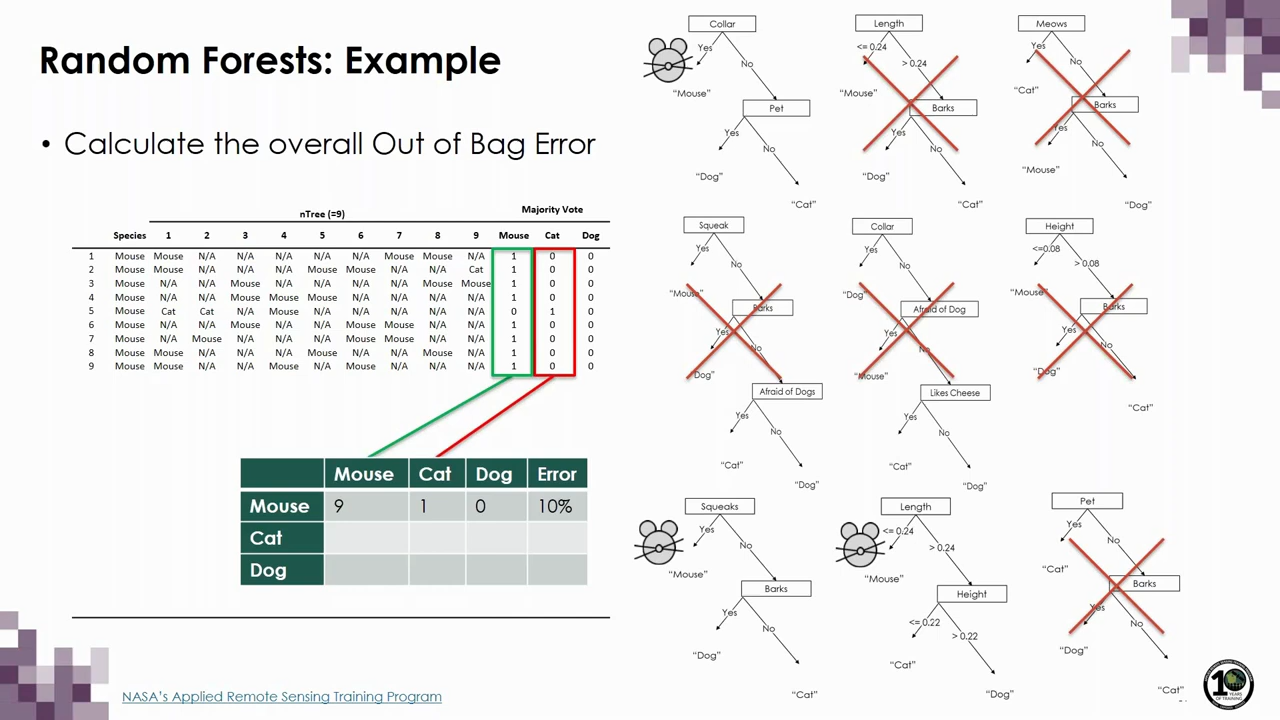 Random Forests: Example
• Calculate the overall Out of Bag Error
nTree (=9) Majority Vote
Species 1 2 3 4 5 6 7 8 9 Mouse Cat Dog
1 Mouse Mouse N/A N/A N/A N/A N/A Mouse Mouse N/A 1 0 0
2 Mouse Mouse N/A N/A N/A Mouse Mouse N/A N/A Cat 1 0 0
3 Mouse N/A N/A Mouse N/A N/A N/A N/A Mouse Mouse 1 0 0
4 Mouse N/A N/A Mouse Mouse Mouse N/A N/A N/A N/A 1 0 0
5 Mouse Cat Cat N/A Mouse N/A N/A N/A N/A N/A 0 1 0
6 Mouse N/A N/A Mouse N/A N/A Mouse Mouse N/A N/A 1 0 0
7 Mouse N/A Mouse N/A N/A N/A Mouse Mouse N/A N/A 1 0 0
8 Mouse Mouse N/A N/A N/A Mouse N/A N/A Mouse N/A 1 0 0
9 Mouse Mouse N/A N/A Mouse N/A Mouse N/A N/A N/A 1 0 0
Mouse Cat Dog Error
Mouse 9 1 0 10%
Cat
Dog
NASA's Applied Remote Sensing Training Program
Collar
Yes
No
"Mouse"
Pet
Yes
No
"Dog"
"Cat"
Length
<= 0.24
> 0.24
"Mouse"
Barks
Yes
No
"Dog"
"Cat"
Meows
Yes
No
"Cat"
Barks
Yes
No
"Mouse"
"Dog"
Squeak
Yes
No
"Mouse"
Barks
Yes
No
"Dog"
Afraid of Dogs
Yes
No
"Cat"
"Dog"
Collar
Yes
No
"Dog"
Afraid of Dog
Yes
No
"Mouse"
Likes Cheese
Yes
No
"Cat"
"Dog"
Height
<=0.08
> 0.08
"Mouse"
Barks
Yes
No
"Dog"
"Cat"
Squeaks
Yes
No
"Mouse"
Barks
Yes
No
"Dog"
"Cat"
Length
<= 0.24
> 0.24
"Mouse"
Height
<= 0.22
> 0.22
"Cat"
"Dog"
Pet
Yes
No
"Cat"
Barks
Yes
No
"Dog"
"Cat"
10
YEARS
OF TRAINING